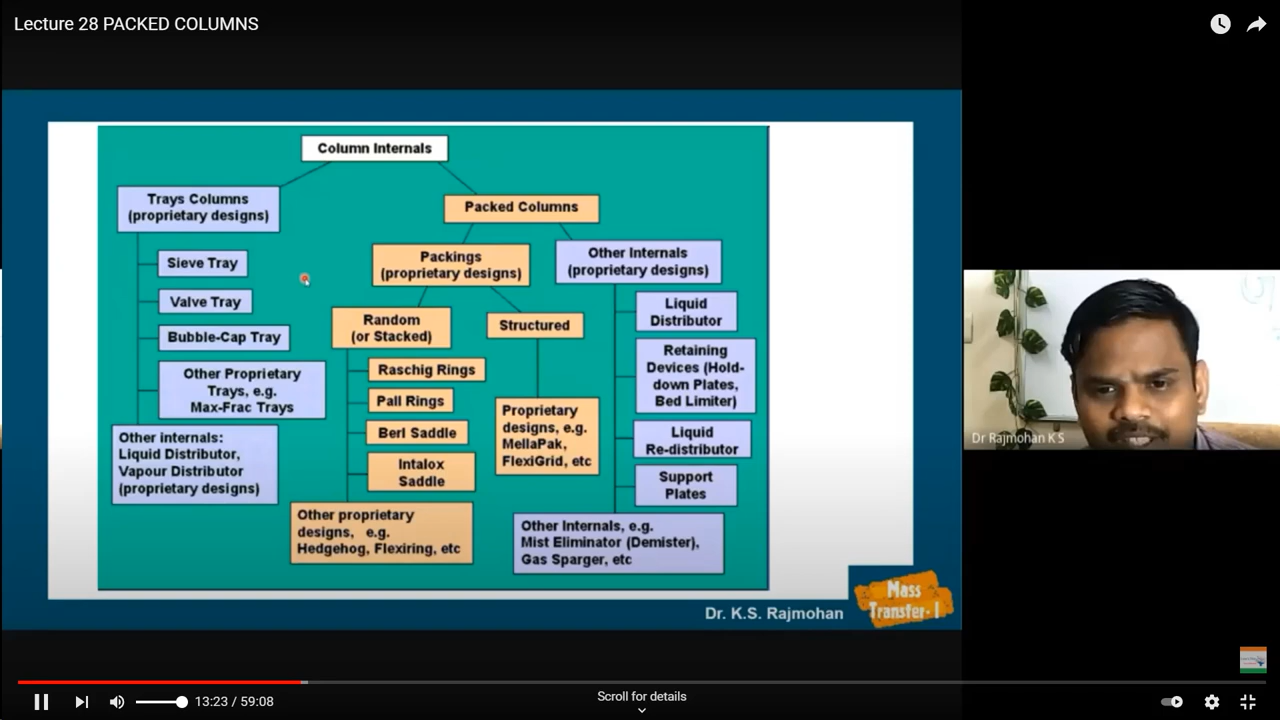 Lecture 28 PACKED COLUMNS
Column Internals
Trays Columns
(proprietary designs)
Sieve Tray
Valve Tray
Bubble-Cap Tray
Other Proprietary
Trays, e.g.
Max-Frac Trays
Other internals:
Liquid Distributor,
Vapour Distributor
(proprietary designs)
Packed Columns
Packings
(proprietary designs)
Random
(or Stacked)
Raschig Rings
Pall Rings
Berl Saddle
Intalox
Saddle
Other proprietary
designs, e.g.
Hedgehog, Flexiring, etc
Structured
Proprietary
designs, e.g.
MellaPak,
FlexiGrid, etc
Other Internals
(proprietary designs)
Liquid
Distributor
Retaining
Devices (Hold-
down Plates,
Bed Limiter)
Liquid
Re-distributor
Support
Plates
Other Internals, e.g.
Mist Eliminator (Demister),
Gas Sparger, etc
Dr. K.S. Rajmohan
Mass
Transfer- I
Dr Rajmohan K S
13:23 / 59:08
Scroll for details